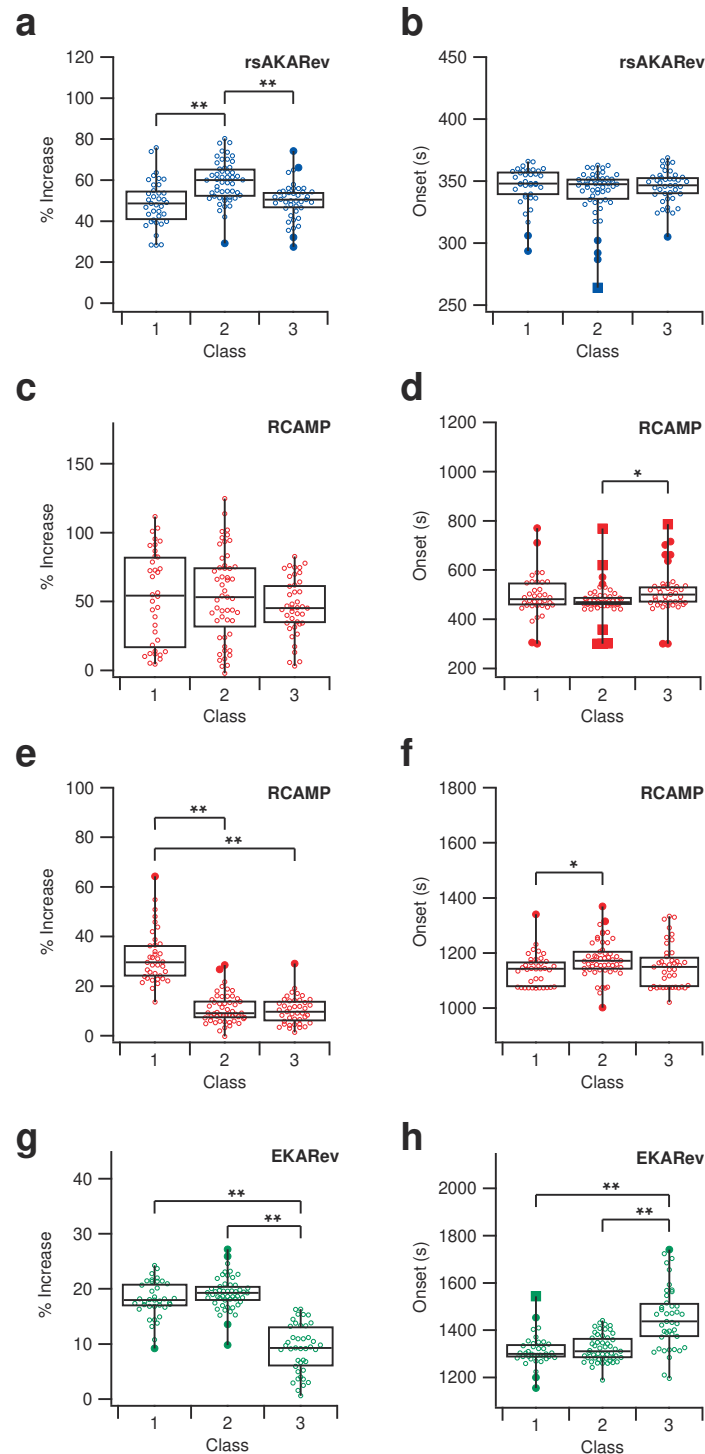 a
rsAKARev
120
100
80
60
40
20
0
% Increase
**
**
1 2 3
Class
b
rsAKARev
450
400
350
300
250
Onset (s)
1 2 3
Class
c
RCAMP
150
100
50
0
% Increase
1 2 3
Class
d
RCAMP
1200
1000
800
600
400
200
Onset (s)
*
1 2 3
Class
e
RCAMP
100
80
60
40
20
0
% Increase
**
**
1 2 3
Class
f
RCAMP
1800
1600
1400
1200
1000
Onset (s)
*
1 2 3
Class
g
EKARev
40
30
20
10
0
% Increase
**
**
1 2 3
Class
h
EKARev
2000
1800
1600
1400
1200
Onset (s)
**
**
1 2 3
Class